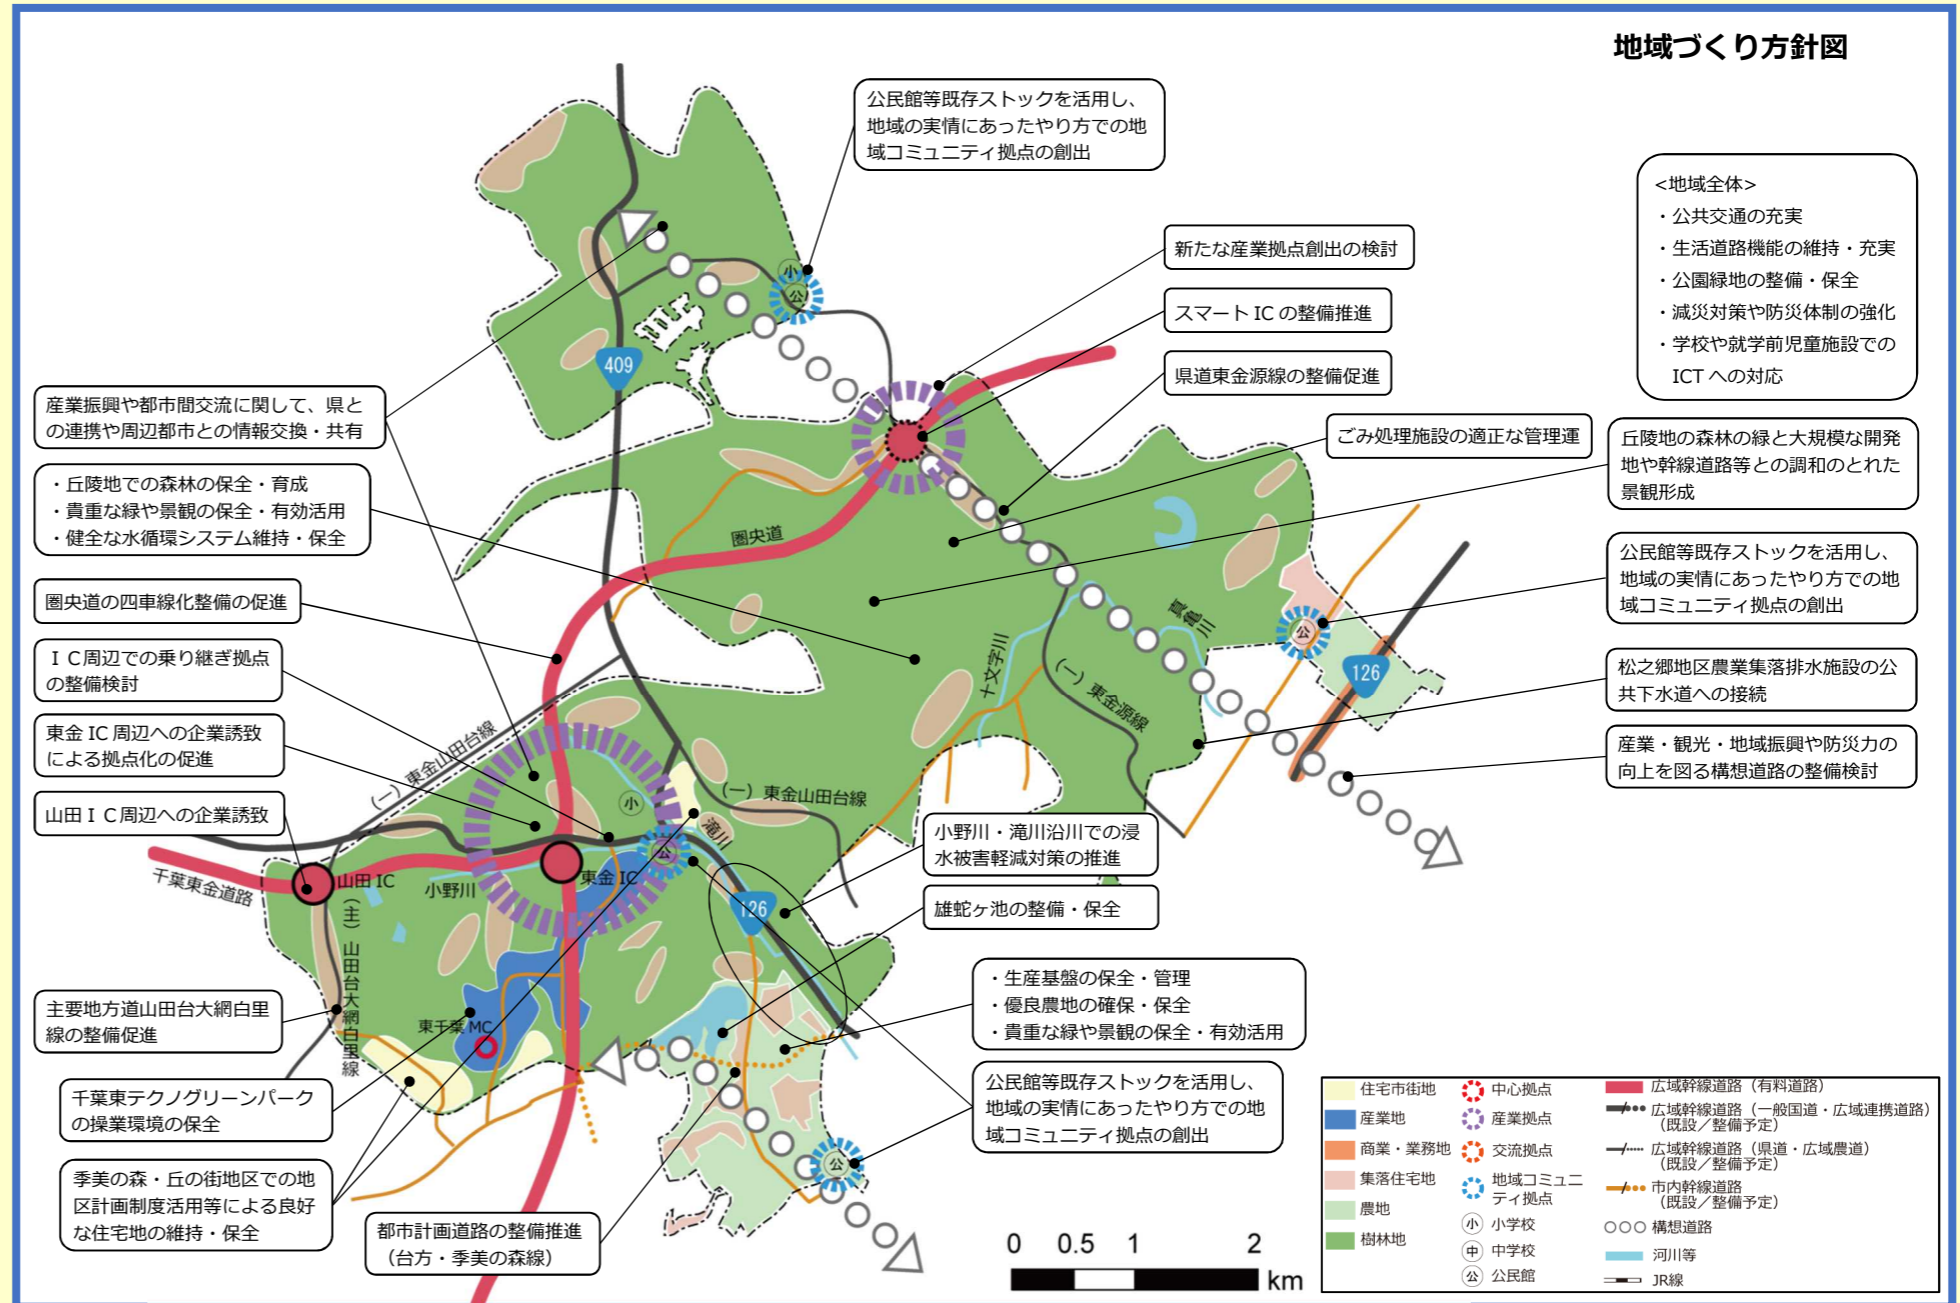 地域づくり方針図
公民館等既存ストックを活用し、
地域の実情にあったやり方での地
域コミュニティ拠点の創出
<地域全体>
・公共交通の充実
・生活道路機能の維持・充実
・公園緑地の整備・保全
・減災対策や防災体制の強化
・学校や就学前児童施設での
ICT への対応
新たな産業拠点創出の検討
スマート IC の整備推進
県道東金源線の整備促進
ごみ処理施設の適正な管理運
丘陵地の森林の緑と大規模な開発
地や幹線道路等との調和のとれた
景観形成
公民館等既存ストックを活用し、
地域の実情にあったやり方での地
域コミュニティ拠点の創出
松之郷地区農業集落排水施設の公
共下水道への接続
産業・観光・地域振興や防災力の
向上を図る構想道路の整備検討
産業振興や都市間交流に関して、県と
の連携や周辺都市との情報交換・共有
・丘陵地での森林の保全・育成
・貴重な緑や景観の保全・有効活用
・健全な水循環システム維持・保全
圏央道の四車線化整備の促進
ＩＣ周辺での乗り継ぎ拠点
の整備検討
東金 IC 周辺への企業誘致
による拠点化の促進
山田ＩＣ周辺への企業誘致
主要地方道山田台大網白里
線の整備促進
千葉東テクノグリーンパーク
の操業環境の保全
季美の森・丘の街地区での地
区計画制度活用等による良好
な住宅地の維持・保全
都市計画道路の整備推進
（台方・季美の森線）
小野川・滝川沿川での浸
水被害軽減対策の推進
雄蛇ヶ池の整備・保全
・生産基盤の保全・管理
・優良農地の確保・保全
・貴重な緑や景観の保全・有効活用
公民館等既存ストックを活用し、
地域の実情にあったやり方での地
域コミュニティ拠点の創出
小
公
409
圏央道
真亀川
十文字川
（一）東金源線
公
126
（一）東金山田台線
小
（一）東金山田台線
滝川
公
千葉東金道路
山田 IC
小野川
東金 IC
126
（主）山田台大網白里線
東千葉 MC
公
0 0.5 1 2
km
住宅市街地
産業地
商業・業務地
集落住宅地
農地
樹林地
中心拠点
産業拠点
交流拠点
地域コミュニ
ティ拠点
小 小学校
中 中学校
公 公民館
広域幹線道路（有料道路）
広域幹線道路（一般国道・広域連携道路）
（既設／整備予定）
広域幹線道路（県道・広域農道）
（既設／整備予定）
市内幹線道路
（既設／整備予定）
構想道路
河川等
JR線